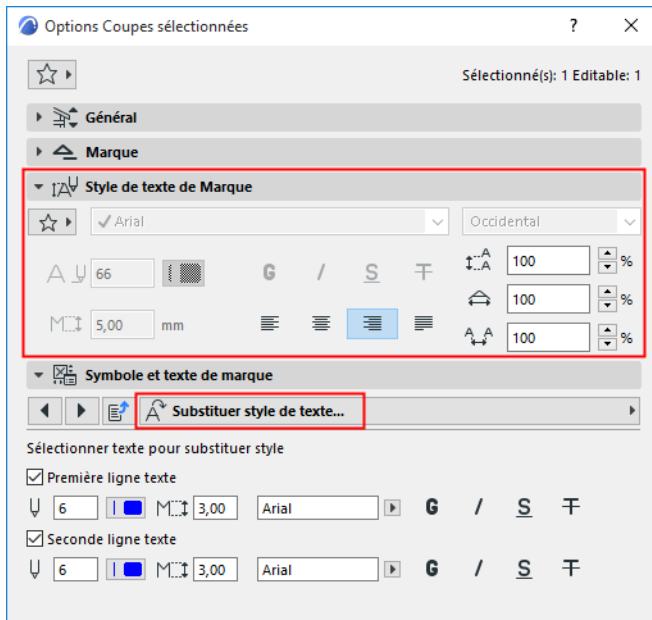 Options Coupes sélectionnées ?
Sélectionné(s): 1 Editable: 1
Général
Marque
Style de texte de Marque
Arial Occidental
66 G / S T 100 %
100 %
5,00 mm 100 %
Symbole et texte de marque
Substituer style de texte...
Sélectionner texte pour substituer style
Première ligne texte
6 3,00 Arial G / S T
Seconde ligne texte
6 3,00 Arial G / S T